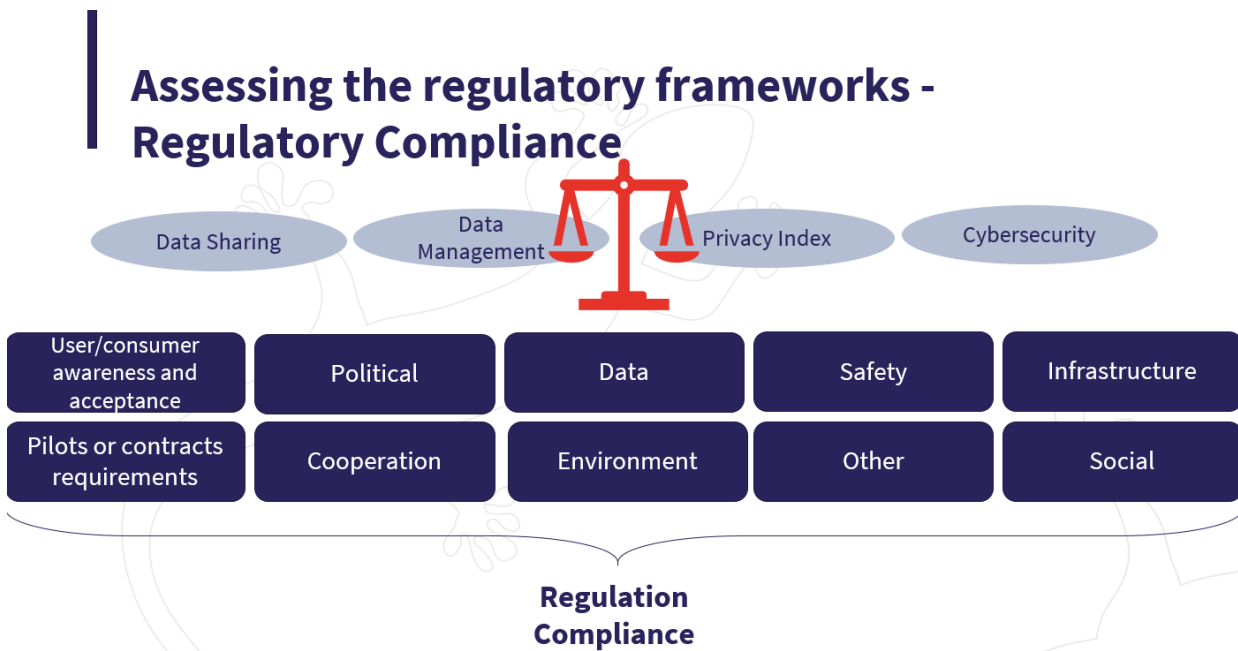 Assessing the regulatory frameworks -
Regulatory Compliance
Data Sharing
Data
Management
Privacy Index
Cybersecurity
User/consumer
awareness and
acceptance
Political
Data
Safety
Infrastructure
Pilots or contracts
requirements
Cooperation
Environment
Other
Social
Regulation
Compliance